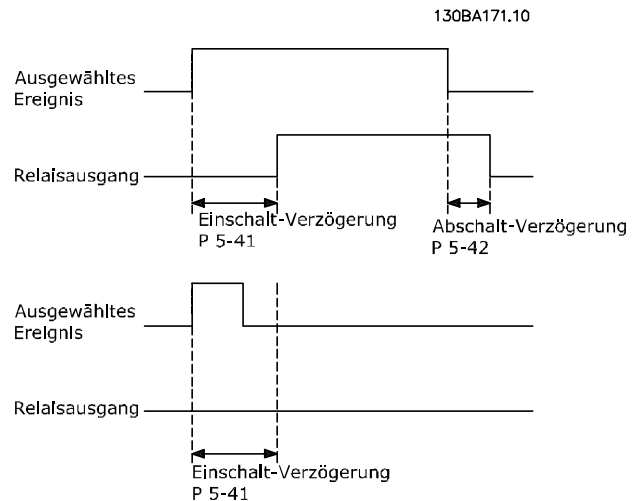 130BA171.10
Ausgewähltes
Ereignis
Relaisausgang
Einschalt-Verzögerung
P 5-41
Abschalt-Verzögerung
P 5-42
Ausgewähltes
Ereignis
Relaisausgang
Einschalt-Verzögerung
P 5-41